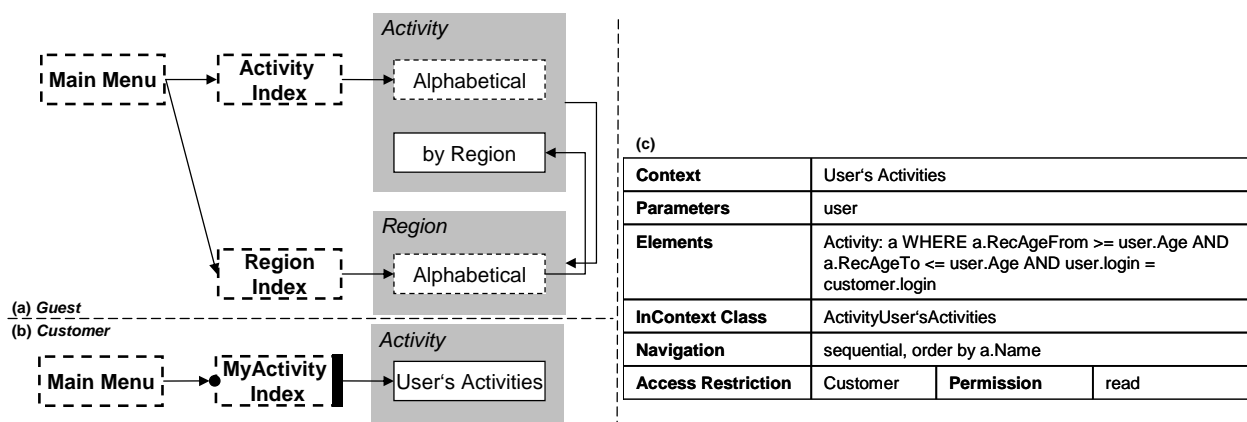 Activity
Main Menu
Activity
Index
Alphabetical
by Region
Region
Region
Index
Alphabetical
(a) Guest
(b) Customer
Activity
Main Menu
MyActivity
Index
User‘s Activities
(c)
Context User‘s Activities
Parameters user
Elements Activity: a WHERE a.RecAgeFrom >= user.Age AND
a.RecAgeTo <= user.Age AND user.login =
customer.login
InContext Class ActivityUser‘sActivities
Navigation sequential, order by a.Name
Access Restriction Customer Permission read